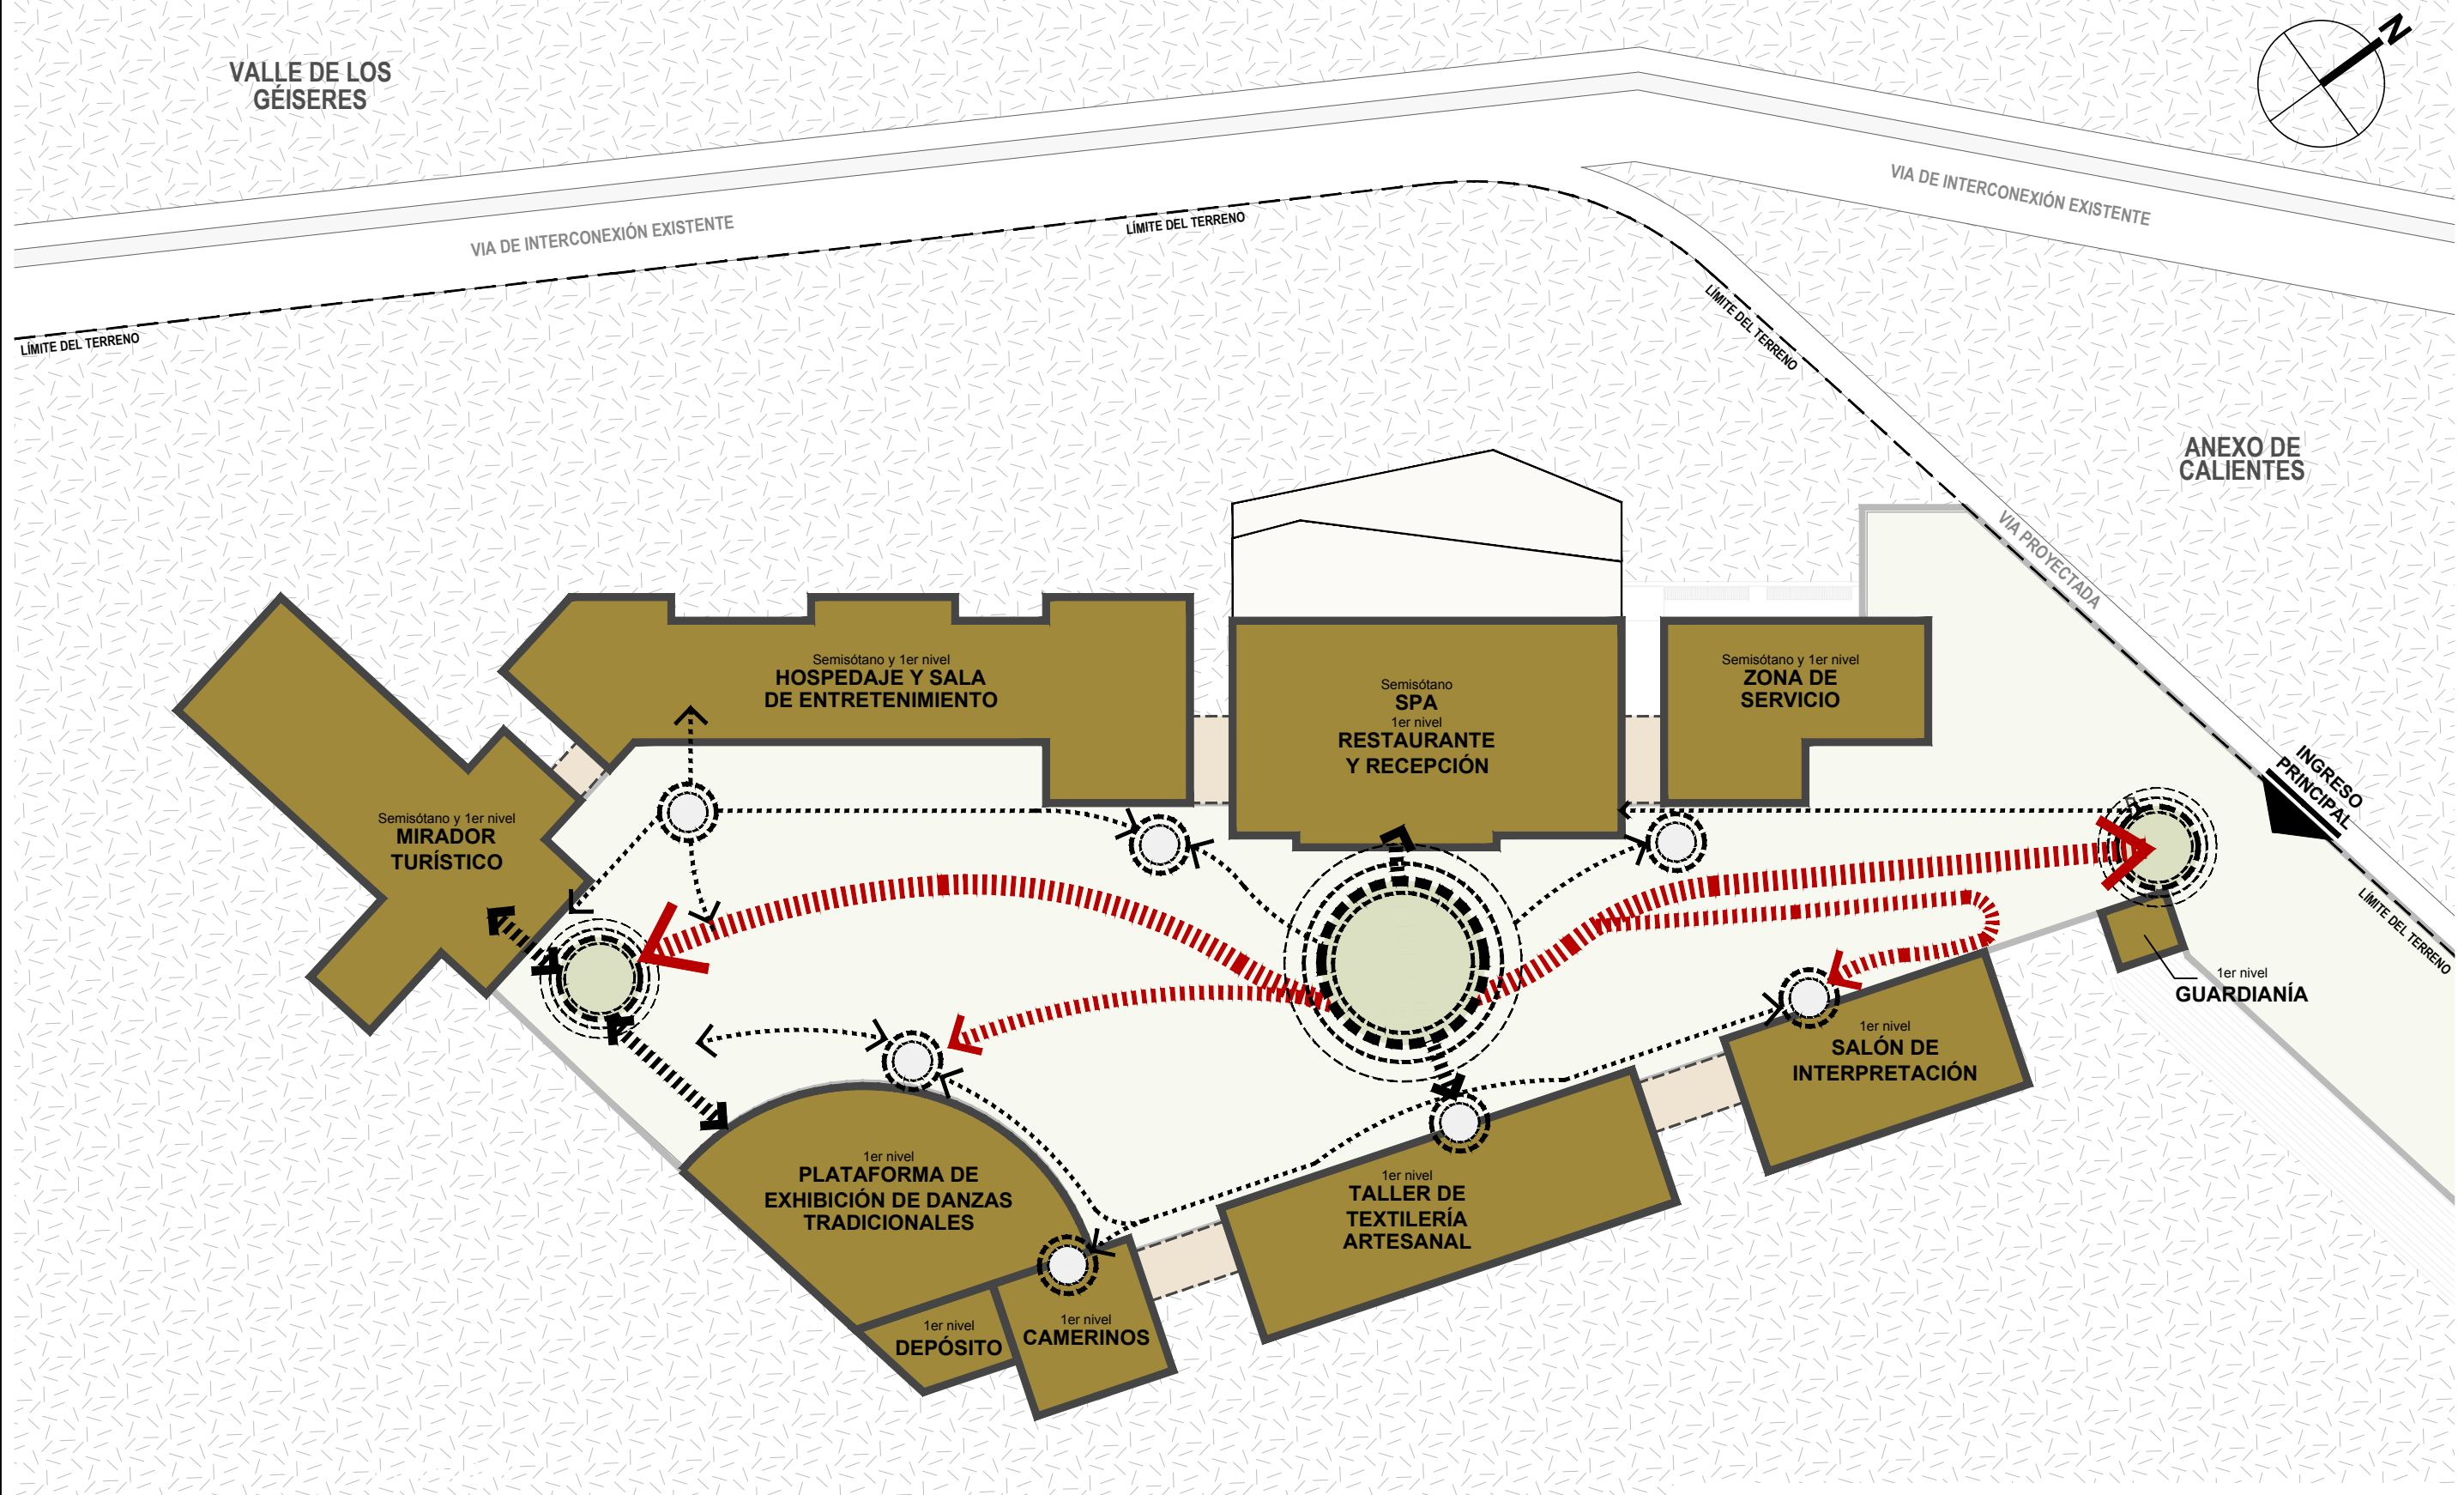 VALLE DE LOS
GÉISERES
N
VIA DE INTERCONEXIÓN EXISTENTE
VIA DE INTERCONEXIÓN EXISTENTE
LÍMITE DEL TERRENO
LÍMITE DEL TERRENO
LÍMITE DEL TERRENO
ANEXO DE
CALIENTES
VIA PROYECTADA
INGRESO
PRINCIPAL
LÍMITE DEL TERRENO
Semisótano y 1er nivel
HOSPEDAJE Y SALA
DE ENTRETENIMIENTO
Semisótano
SPA
1er nivel
RESTAURANTE
Y RECEPCIÓN
Semisótano y 1er nivel
ZONA DE
SERVICIO
Semisótano y 1er nivel
MIRADOR
TURÍSTICO
1er nivel
GUARDIANÍA
1er nivel
SALÓN DE
INTERPRETACIÓN
1er nivel
PLATAFORMA DE
EXHIBICIÓN DE DANZAS
TRADICIONALES
1er nivel
TALLER DE
TEXTILERÍA
ARTESANAL
1er nivel
DEPÓSITO
1er nivel
CAMERINOS